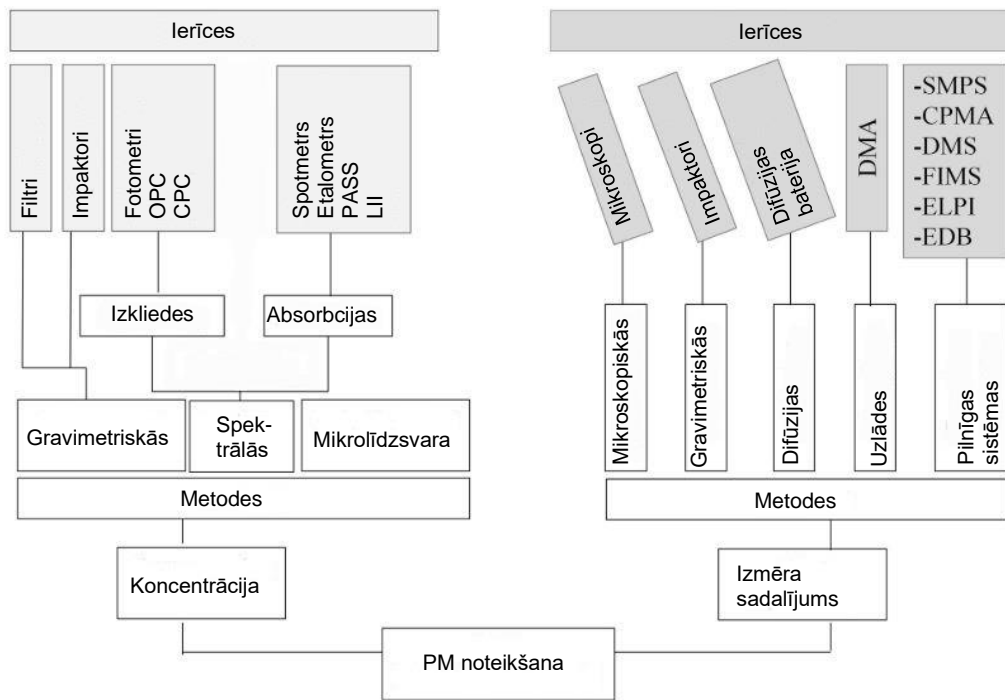 Ierīces
Filtri
Impaktori
Fotometri
OPC
CPC
Spotmetrs
Etalometrs
PASS
LII
Izkliedes
Absorbcijas
Gravimetriskās
Spek-
trālās
Mikrolīdzsvara
Metodes
Koncentrācija
Ierīces
Mikroskopi
Impaktori
Difūzijas
baterija
DMA
-SMPS
-CPMA
-DMS
-FIMS
-ELPI
-EDB
Mikroskopiskās
Gravimetriskās
Difūzijas
Uzlādes
Pilnīgas
sistēmas
Metodes
Izmēra
sadalījums
PM noteikšana